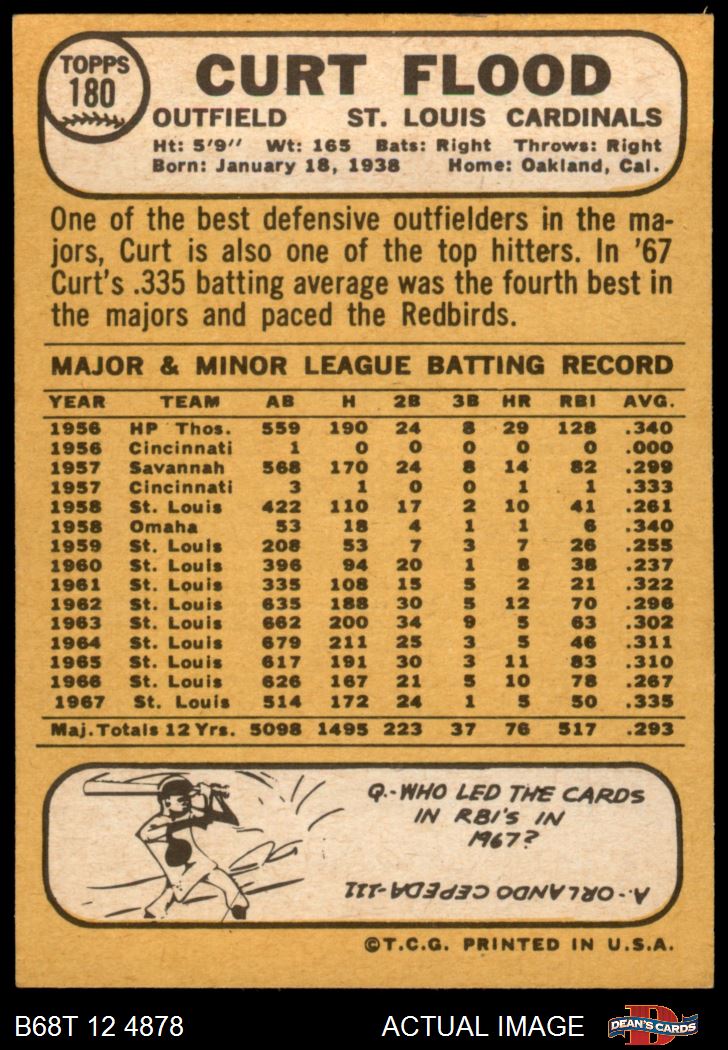 TOPPS
180
CURT FLOOD
OUTFIELD ST. LOUIS CARDINALS
Ht: 5'9" Wt: 165 Bats: Right Throws: Right
Born: January 18, 1938 Home: Oakland, Cal.
One of the best defensive outfielders in the ma-
jors, Curt is also one of the top hitters. In '67
Curt's .335 batting average was the fourth best in
the majors and paced the Redbirds.
MAJOR & MINOR LEAGUE BATTING RECORD
YEAR TEAM AB H 2B 3B HR RBI AVG.
1956 HP Thos. 559 190 24 8 29 128 .340
1956 Cincinnati 1 0 0 0 0 0 .000
1957 Savannah 568 170 24 8 14 82 .299
1957 Cincinnati 3 1 0 0 1 1 .333
1958 St. Louis 422 110 17 2 10 41 .261
1958 Omaha 53 18 4 1 1 6 .340
1959 St. Louis 208 53 7 3 7 26 .255
1960 St. Louis 396 94 20 1 8 38 .237
1961 St. Louis 335 108 15 5 2 21 .322
1962 St. Louis 635 188 30 5 12 70 .296
1963 St. Louis 662 200 34 9 5 63 .302
1964 St. Louis 679 211 25 3 5 46 .311
1965 St. Louis 617 191 30 3 11 83 .310
1966 St. Louis 626 167 21 5 10 78 .267
1967 St. Louis 514 172 24 1 5 50 .335
Maj. Totals 12 Yrs. 5098 1495 223 37 76 517 .293
Q.-WHO LED THE CARDS
IN RBI'S IN
1967?
A-ORLANDO CEPEDA-111
©T.C.G. PRINTED IN U.S.A.
B68T 12 4878 ACTUAL IMAGE
D
DEAN'S CARDS